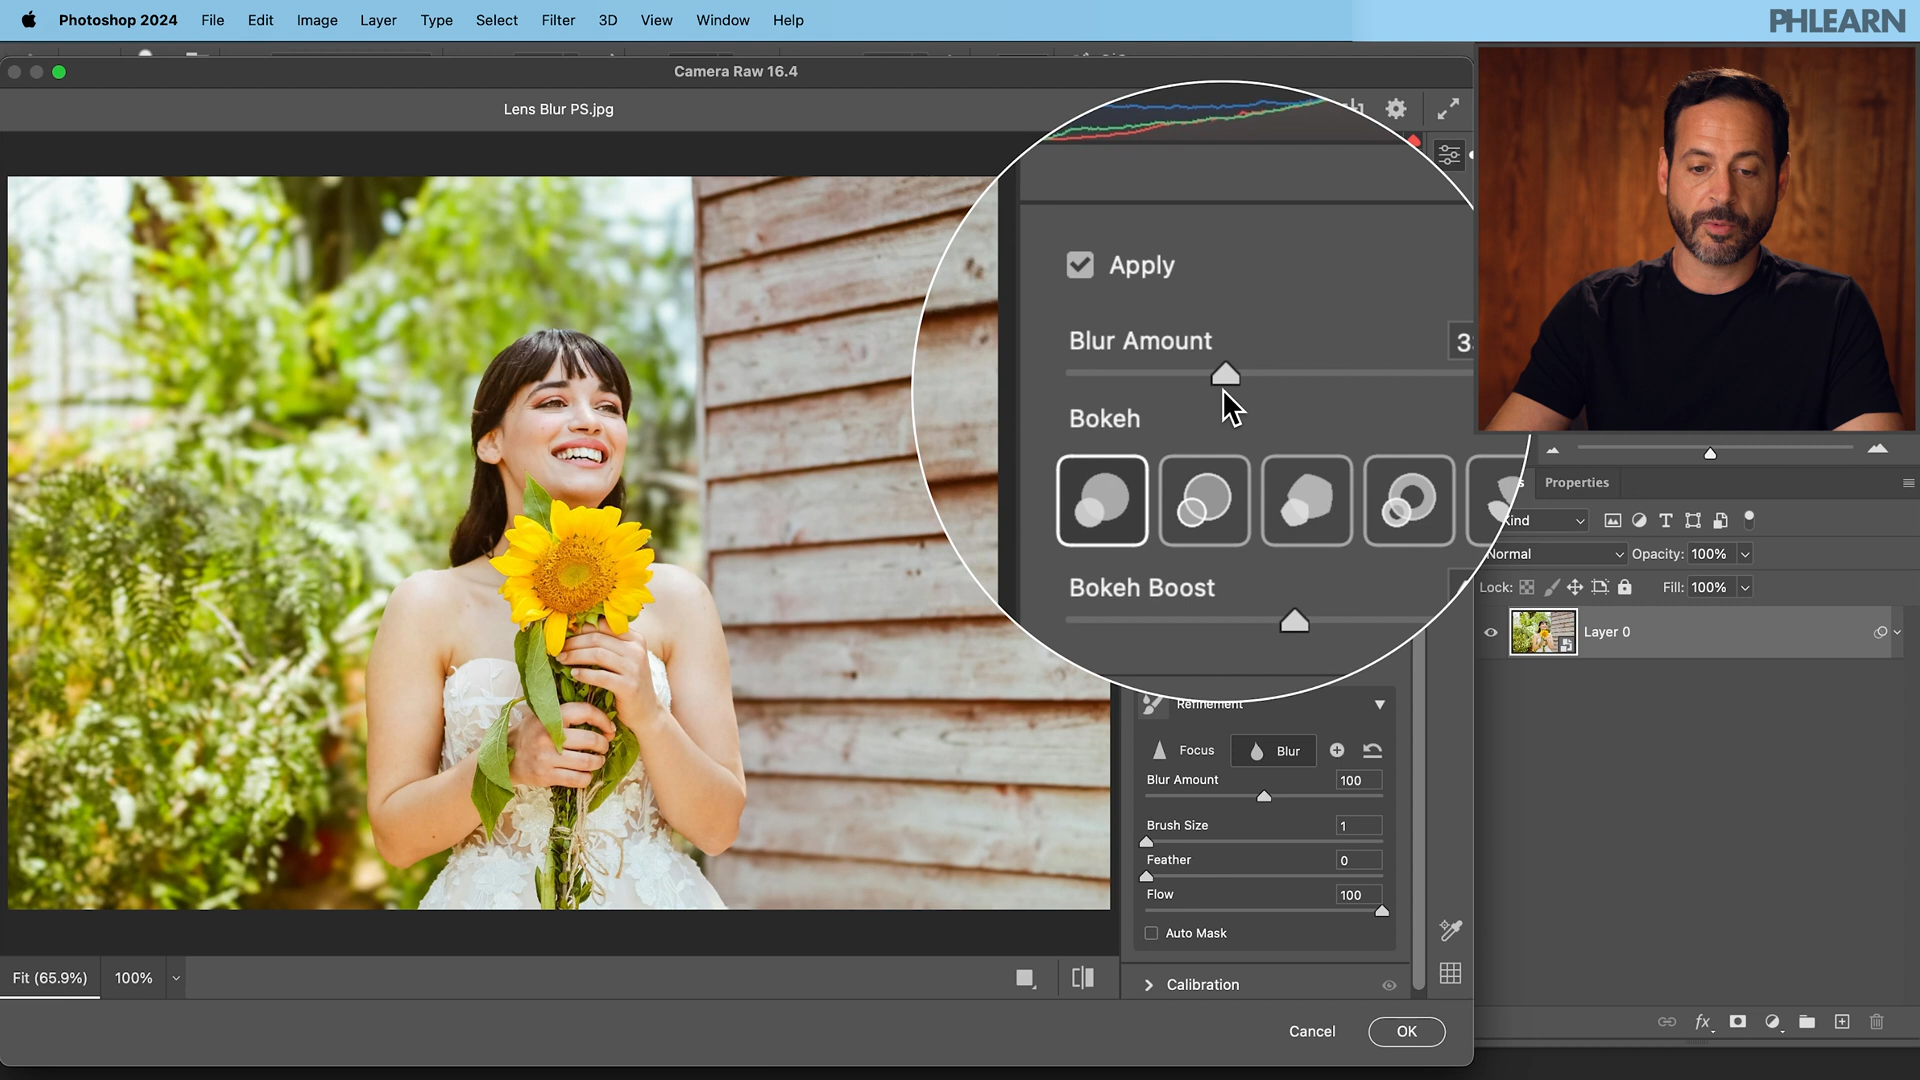 Photoshop 2024 File Edit Image Layer Type Select Filter 3D View Window Help
PHLEARN
Camera Raw 16.4
Lens Blur PS.jpg
Apply
Blur Amount
Bokeh
Bokeh Boost
Refinement
Focus Blur
Blur Amount 100
Brush Size 1
Feather 0
Flow 100
Auto Mask
Calibration
Fit (65.9%) 100%
Cancel OK
Properties
Kind
Normal Opacity: 100%
Lock: Fill: 100%
Layer 0
fx